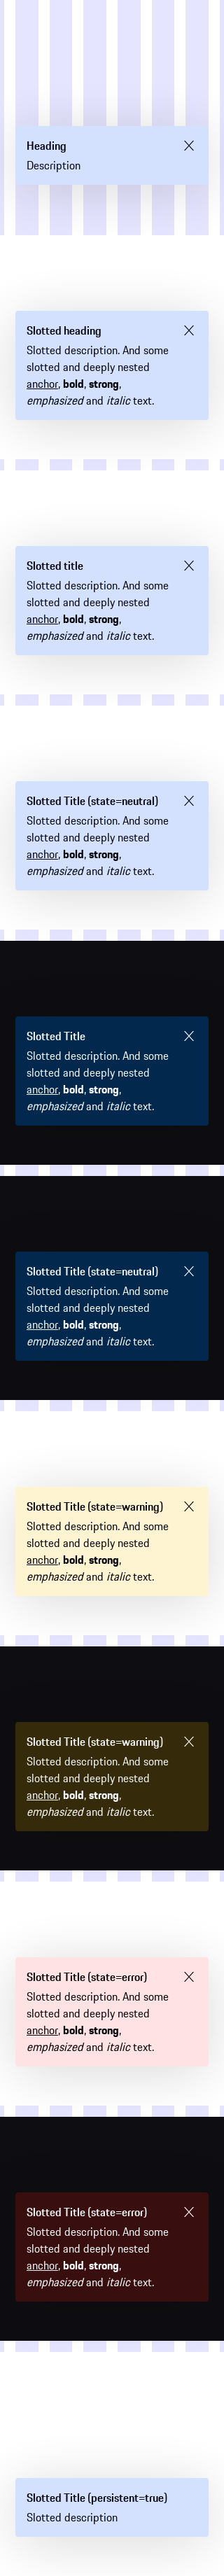 Heading
Description
Slotted heading
Slotted description. And some
slotted and deeply nested
anchor, bold, strong,
emphasized and italic text.
Slotted title
Slotted description. And some
slotted and deeply nested
anchor, bold, strong,
emphasized and italic text.
Slotted Title (state=neutral)
Slotted description. And some
slotted and deeply nested
anchor, bold, strong,
emphasized and italic text.
Slotted Title
Slotted description. And some
slotted and deeply nested
anchor, bold, strong,
emphasized and italic text.
Slotted Title (state=neutral)
Slotted description. And some
slotted and deeply nested
anchor, bold, strong,
emphasized and italic text.
Slotted Title (state=warning)
Slotted description. And some
slotted and deeply nested
anchor, bold, strong,
emphasized and italic text.
Slotted Title (state=warning)
Slotted description. And some
slotted and deeply nested
anchor, bold, strong,
emphasized and italic text.
Slotted Title (state=error)
Slotted description. And some
slotted and deeply nested
anchor, bold, strong,
emphasized and italic text.
Slotted Title (state=error)
Slotted description. And some
slotted and deeply nested
anchor, bold, strong,
emphasized and italic text.
Slotted Title (persistent=true)
Slotted description